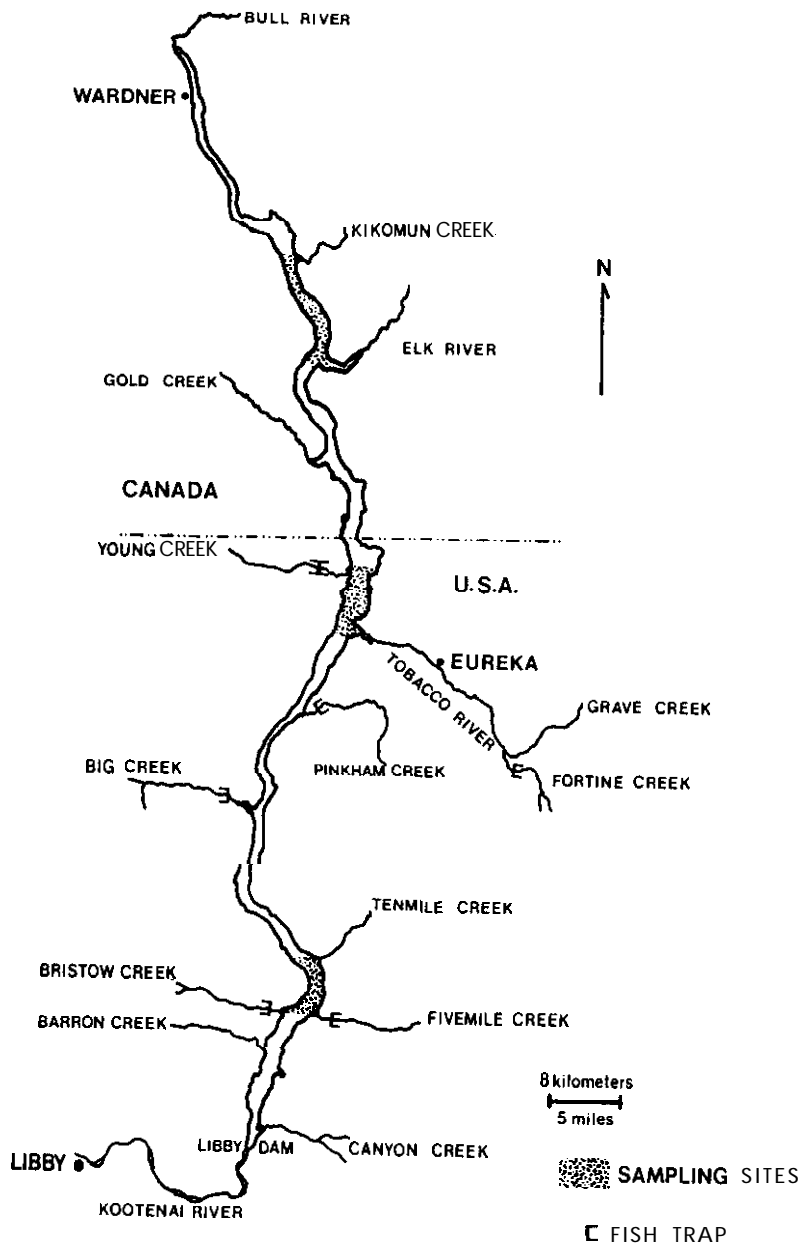 BULL RIVER
WARDNER
KIKOMUN CREEK
N
ELK RIVER
GOLD CREEK
CANADA
YOUNG CREEK
U.S.A.
EUREKA
TOBACCO RIVER
GRAVE CREEK
BIG CREEK
PINKHAM CREEK
FORTINE CREEK
TENMILE CREEK
BRISTOW CREEK
BARRON CREEK
FIVEMILE CREEK
8 kilometers
5 miles
LIBBY DAM
CANYON CREEK
LIBBY
SAMPLING SITES
KOOTENAI RIVER
FISH TRAP